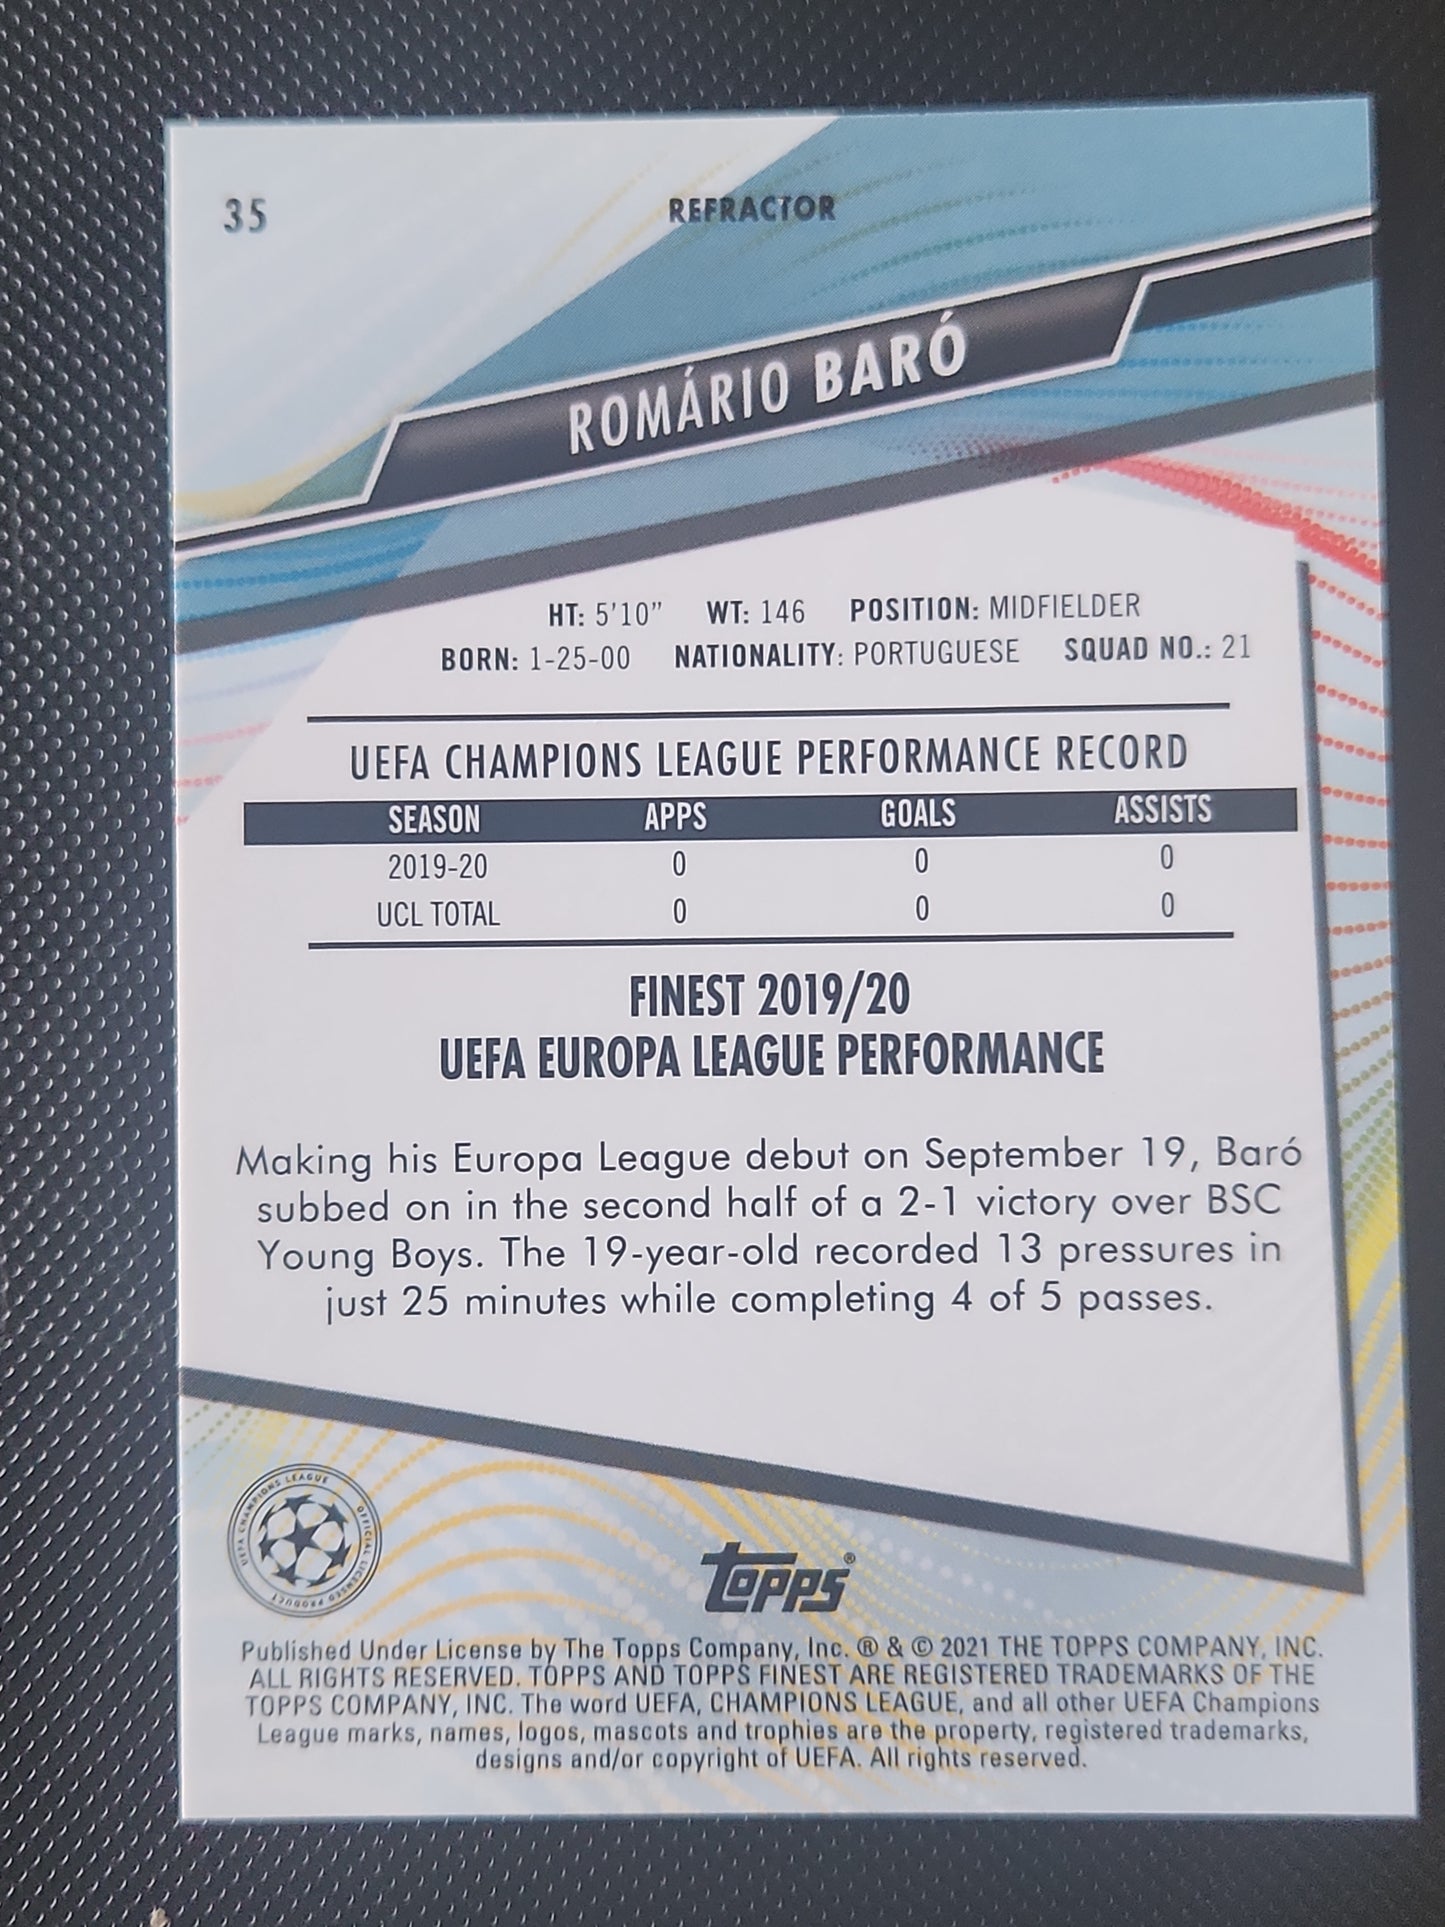 35
REFRACTOR
ROMÁRIO BARÓ
HT: 5'10" WT: 146 POSITION: MIDFIELDER
BORN: 1-25-00 NATIONALITY: PORTUGUESE SQUAD NO.: 21
UEFA CHAMPIONS LEAGUE PERFORMANCE RECORD
SEASON APPS GOALS ASSISTS
2019-20 0 0 0
UCL TOTAL 0 0 0
FINEST 2019/20
UEFA EUROPA LEAGUE PERFORMANCE
Making his Europa League debut on September 19, Baró
subbed on in the second half of a 2-1 victory over BSC
Young Boys. The 19-year-old recorded 13 pressures in
just 25 minutes while completing 4 of 5 passes.
UEFA CHAMPIONS LEAGUE OFFICIAL LICENSED PRODUCT
topps®
Published Under License by The Topps Company, Inc. ® & © 2021 THE TOPPS COMPANY, INC.
ALL RIGHTS RESERVED. TOPPS AND TOPPS FINEST ARE REGISTERED TRADEMARKS OF THE
TOPPS COMPANY, INC. The word UEFA, CHAMPIONS LEAGUE, and all other UEFA Champions
League marks, names, logos, mascots and trophies are the property, registered trademarks,
designs and/or copyright of UEFA. All rights reserved.